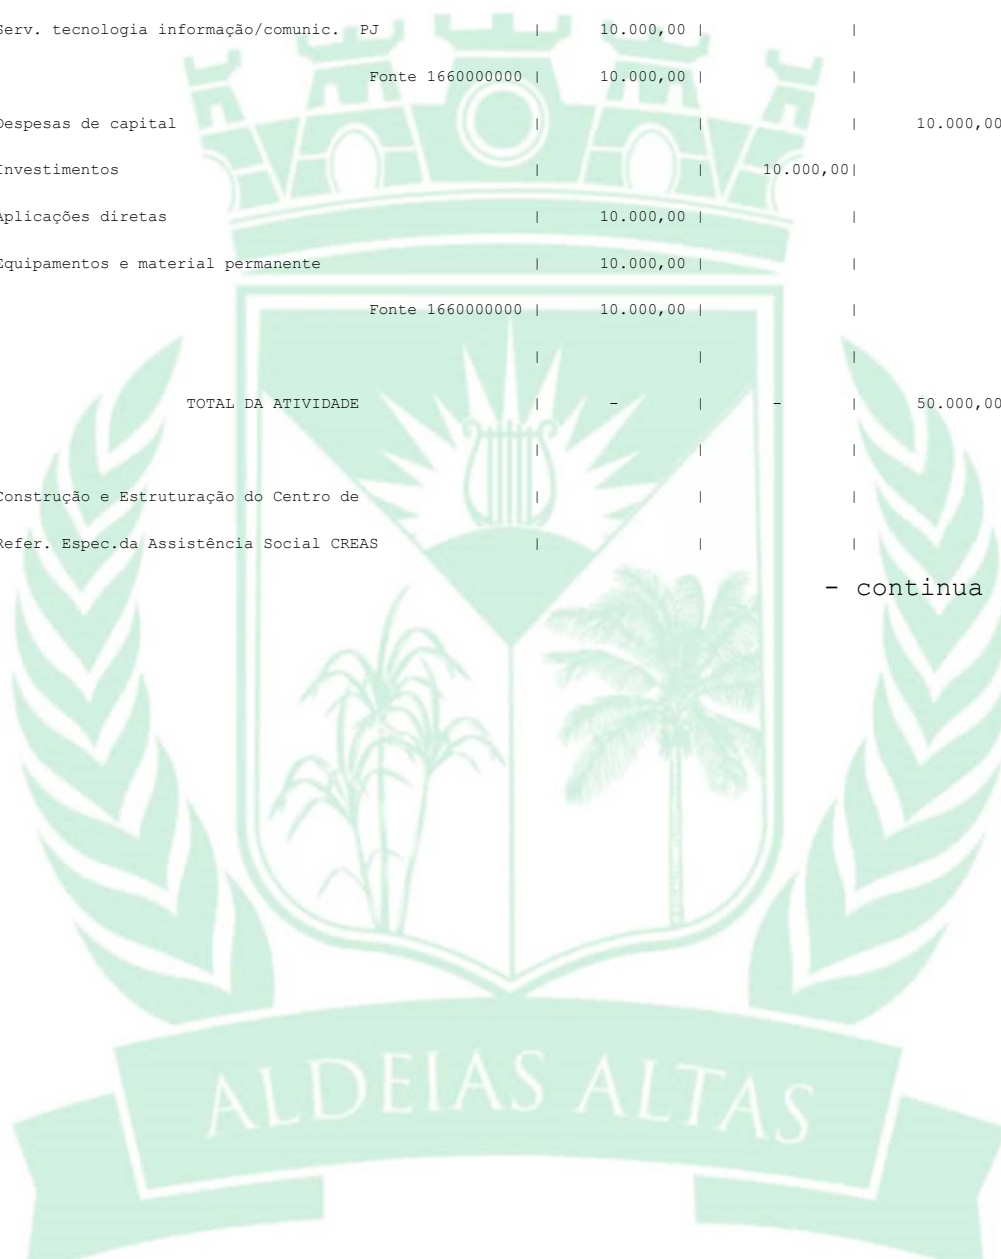 Serv. tecnologia informação/comunic. PJ | 10.000,00 | |
Fonte 1660000000 | 10.000,00 | |
Despesas de capital | | | 10.000,00
Investimentos | | 10.000,00|
Aplicações diretas | 10.000,00 | |
Equipamentos e material permanente | 10.000,00 | |
Fonte 1660000000 | 10.000,00 | |
| | |
TOTAL DA ATIVIDADE | - | - | 50.000,00
| | |
Construção e Estruturação do Centro de | | |
Refer. Espec.da Assistência Social CREAS | | |
- continua
ALDEIAS ALTAS